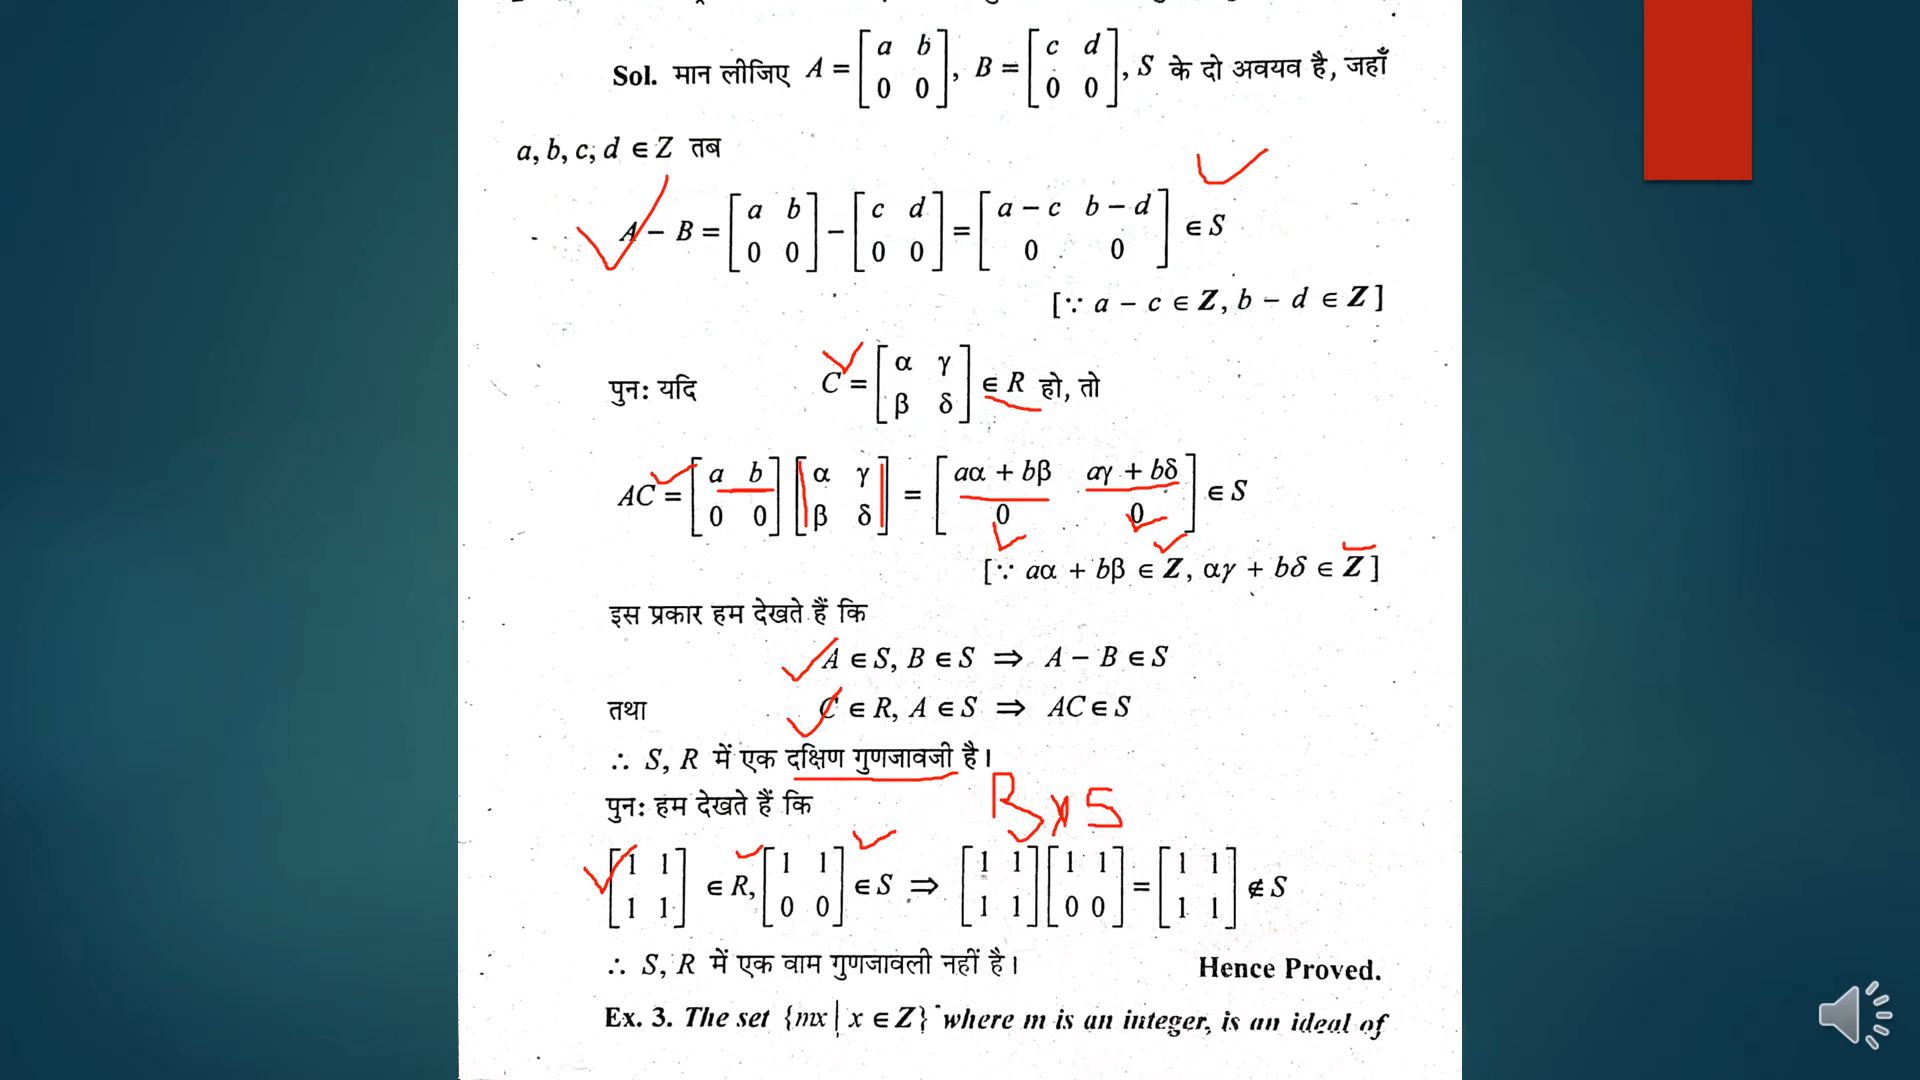 Sol. मान लीजिए A = [a b; 0 0], B = [c d; 0 0], S के दो अवयव है, जहाँ
a, b, c, d ∈ Z तब
A − B = [a b; 0 0] − [c d; 0 0] = [a − c b − d; 0 0] ∈ S
[∵ a − c ∈ Z, b − d ∈ Z]
पुन: यदि C = [α γ; β δ] ∈ R हो, तो
AC = [a b; 0 0] [α γ; β δ] = [aα + bβ aγ + bδ; 0 0] ∈ S
[∵ aα + bβ ∈ Z, αγ + bδ ∈ Z]
इस प्रकार हम देखते हैं कि
A ∈ S, B ∈ S ⇒ A − B ∈ S
तथा C ∈ R, A ∈ S ⇒ AC ∈ S
∴ S, R में एक दक्षिण गुणजावजी है।
पुन: हम देखते हैं कि
[1 1; 1 1] ∈ R, [1 1; 0 0] ∈ S ⇒ [1 1; 1 1] [1 1; 0 0] = [1 1; 1 1] ∉ S
∴ S, R में एक वाम गुणजावली नहीं है। Hence Proved.
Ex. 3. The set {mx | x ∈ Z} where m is an integer, is an ideal of